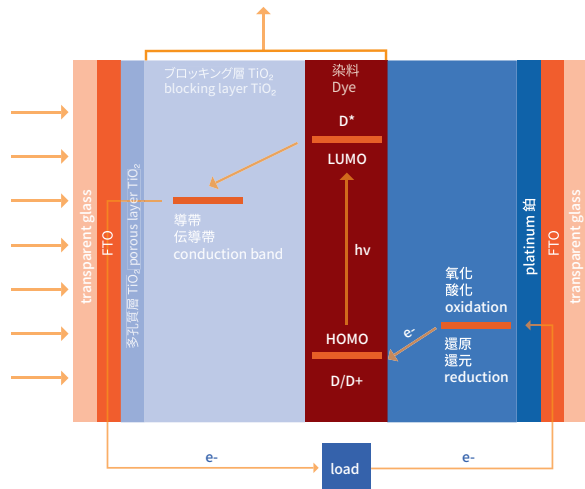 transparent glass
FTO
多孔質層 TiO₂ porous layer TiO₂
ブロッキング層 TiO₂
blocking layer TiO₂
導帶
伝導帯
conduction band
染料
Dye
D*
LUMO
hv
HOMO
D/D+
e-
氧化
酸化
oxidation
還原
還元
reduction
platinum 鉑
FTO
transparent glass
e-
load
e-